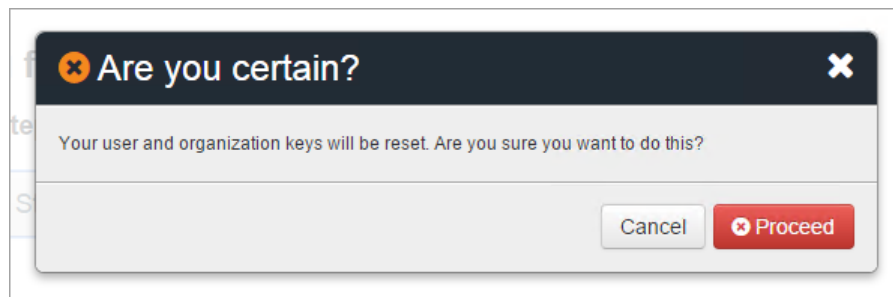 Are you certain?
Your user and organization keys will be reset. Are you sure you want to do this?
Cancel
Proceed